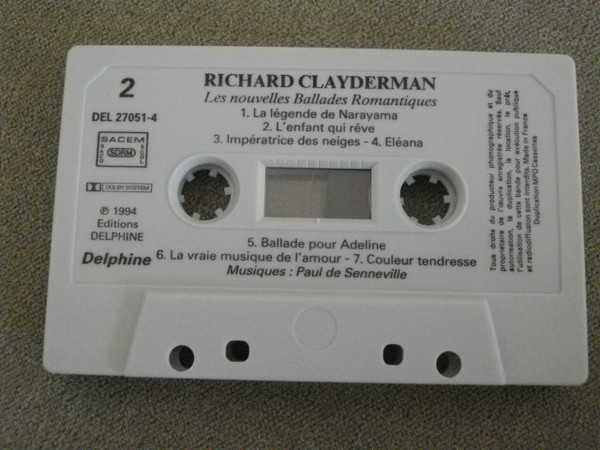 2
RICHARD CLAYDERMAN
Les nouvelles Ballades Romantiques
DEL 27051-4
1. La légende de Narayama
2. L'enfant qui rêve
3. Impératrice des neiges - 4. Eléana
SACEM
SDRM
DOLBY SYSTEM
℗ 1994
Editions
DELPHINE
Delphine
5. Ballade pour Adeline
6. La vraie musique de l'amour - 7. Couleur tendresse
Musiques : Paul de Senneville
Tous droits du producteur phonographique et du
propriétaire de l'œuvre enregistrée réservés. Sauf
autorisation, la duplication, la location, le prêt,
l'utilisation de cette bande pour exécution publique
et radiodiffusion sont interdits. Made in France
Duplication MPO Cassettes